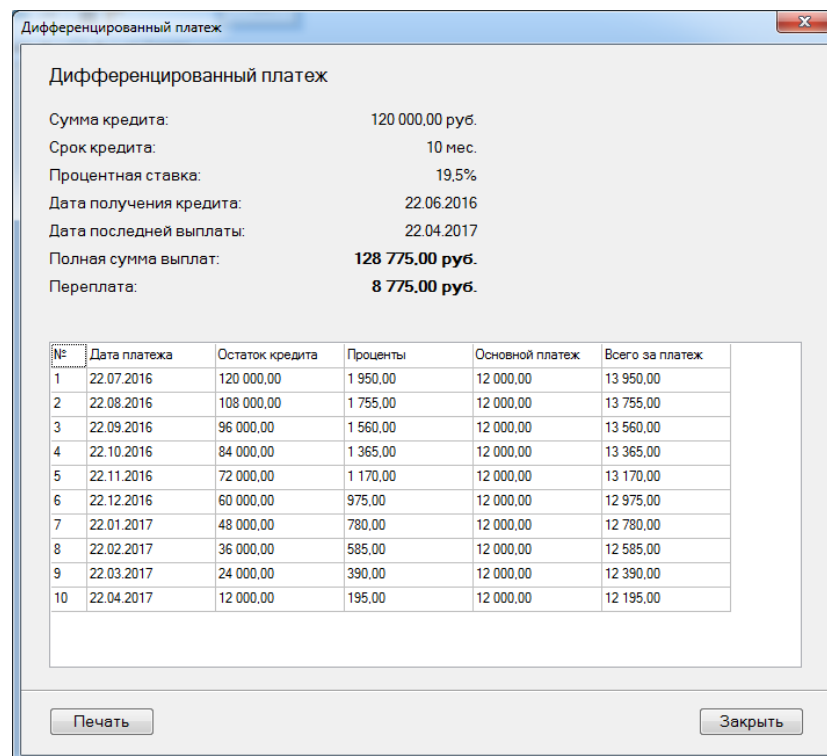 Дифференцированный платеж
x
Дифференцированный платеж
Сумма кредита: 120 000,00 руб.
Срок кредита: 10 мес.
Процентная ставка: 19,5%
Дата получения кредита: 22.06.2016
Дата последней выплаты: 22.04.2017
Полная сумма выплат: 128 775,00 руб.
Переплата: 8 775,00 руб.
№ Дата платежа Остаток кредита Проценты Основной платеж Всего за платеж
1 22.07.2016 120 000,00 1 950,00 12 000,00 13 950,00
2 22.08.2016 108 000,00 1 755,00 12 000,00 13 755,00
3 22.09.2016 96 000,00 1 560,00 12 000,00 13 560,00
4 22.10.2016 84 000,00 1 365,00 12 000,00 13 365,00
5 22.11.2016 72 000,00 1 170,00 12 000,00 13 170,00
6 22.12.2016 60 000,00 975,00 12 000,00 12 975,00
7 22.01.2017 48 000,00 780,00 12 000,00 12 780,00
8 22.02.2017 36 000,00 585,00 12 000,00 12 585,00
9 22.03.2017 24 000,00 390,00 12 000,00 12 390,00
10 22.04.2017 12 000,00 195,00 12 000,00 12 195,00
Печать Закрыть